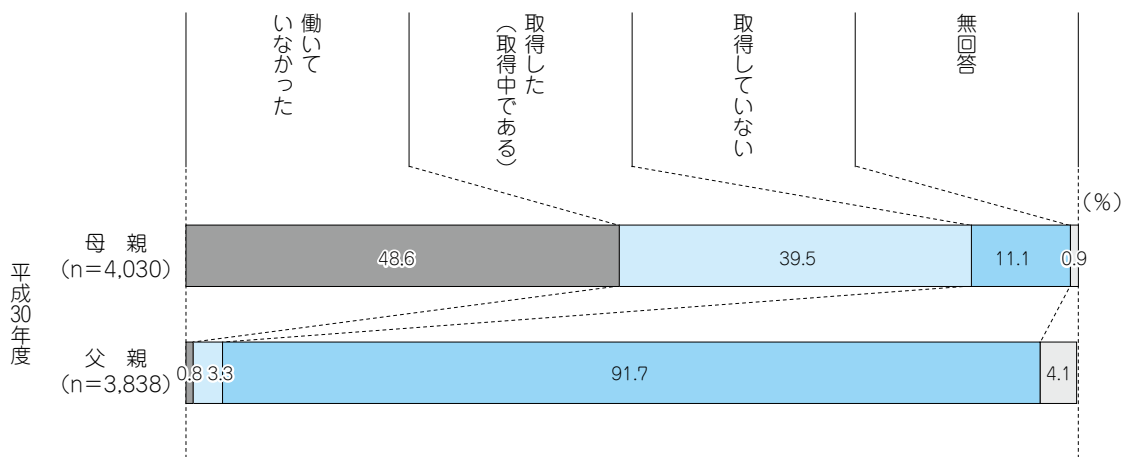 働いて
いなかった
取得した
（取得中である）
取得していない
無回答
（%）
平成30年度
母　親
（n＝4,030）
48.6
39.5
11.1
0.9
父　親
（n＝3,838）
0.8
3.3
91.7
4.1